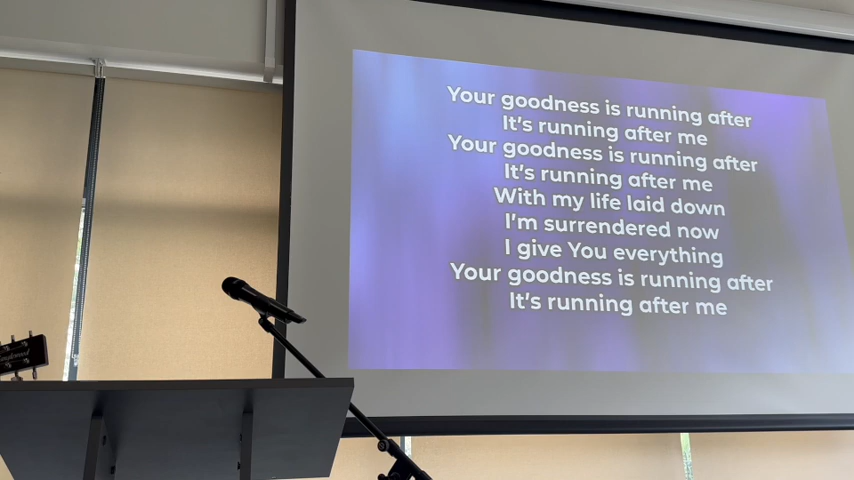 Your goodness is running after
It's running after me
Your goodness is running after
It's running after me
With my life laid down
I'm surrendered now
I give You everything
Your goodness is running after
It's running after me